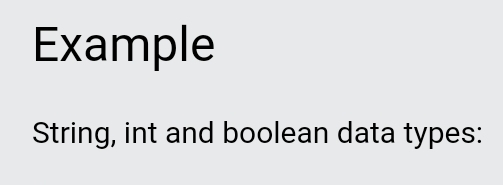 Example
String, int and boolean data types: